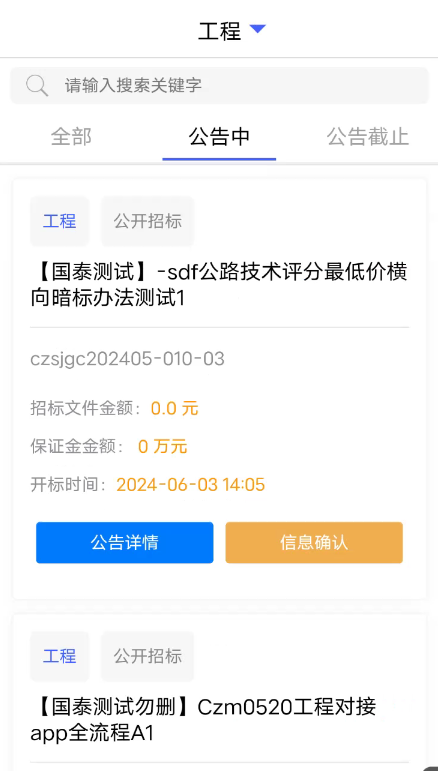 工程
请输入搜索关键字
全部 公告中 公告截止
工程 公开招标
【国泰测试】-sdf公路技术评分最低价横
向暗标办法测试1
czsjgc202405-010-03
招标文件金额：0.0 元
保证金金额：0 万元
开标时间：2024-06-03 14:05
公告详情 信息确认
工程 公开招标
【国泰测试勿删】Czm0520工程对接
app全流程A1